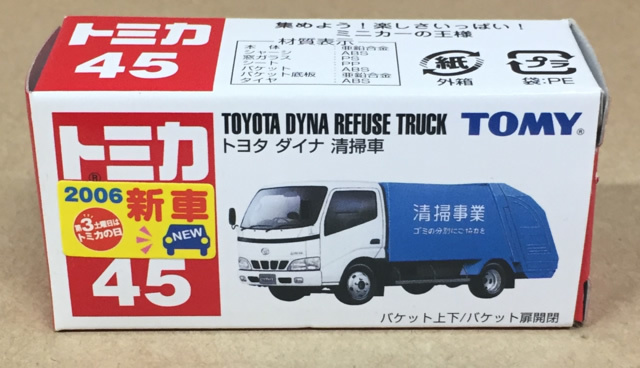 トミカ
45
集めよう!楽しさいっぱい!
ミニカーの王様
材質表示
本体 : 亜鉛合金
シャーシ : ABS
窓ガラス : PS
シート : PP
バケット : ABS
バケット底板 : 亜鉛合金
タイヤ : ABS
紙
外箱
プラ
袋:PE
トミカ®
2006 新車
第3土曜日は
トミカの日
NEW
45
TOYOTA DYNA REFUSE TRUCK TOMY®
トヨタ ダイナ 清掃車
清掃事業
ゴミの分別にご協力を
バケット上下/バケット扉開閉